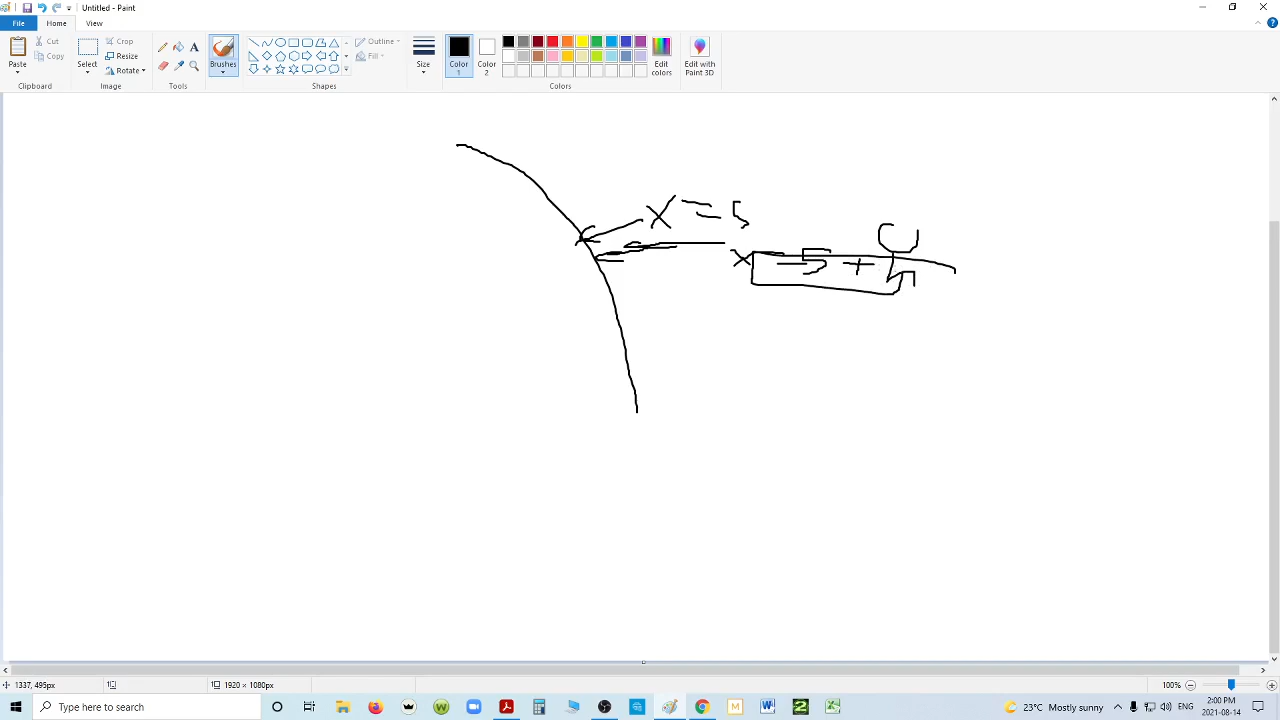 Untitled - Paint
File
Home
View
Paste
Cut
Copy
Clipboard
Select
Crop
Resize
Rotate
Image
A
Tools
Brushes
Outline
Fill
Shapes
Size
Color 1
Color 2
Edit colors
Edit with Paint 3D
Colors
X = 5
1337, 495px
1920 × 1080px
100%
Type here to search
23°C Mostly sunny
ENG
2:00 PM
2021-08-14